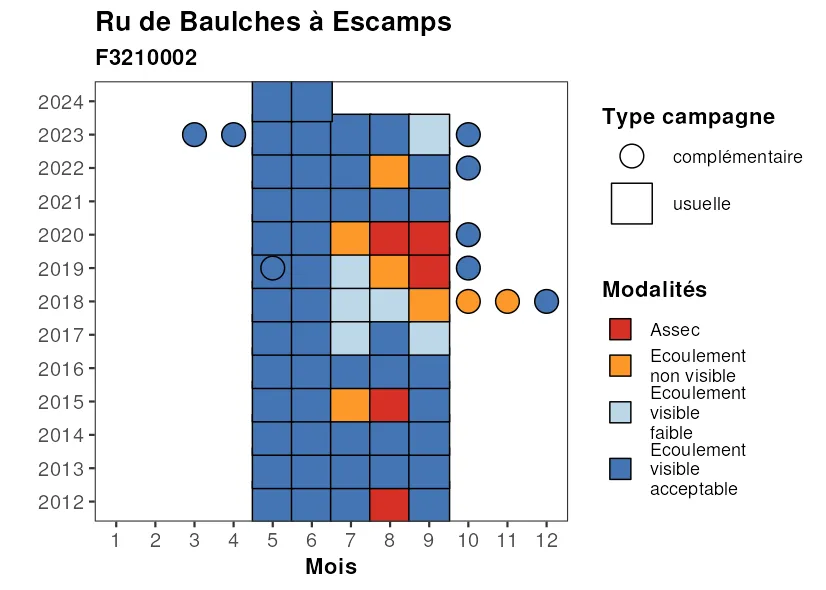 Ru de Baulches à Escamps
F3210002
2024
2023
2022
2021
2020
2019
2018
2017
2016
2015
2014
2013
2012
1 2 3 4 5 6 7 8 9 10 11 12
Mois
Type campagne
complémentaire
usuelle
Modalités
Assec
Ecoulement
non visible
Ecoulement
visible
faible
Ecoulement
visible
acceptable